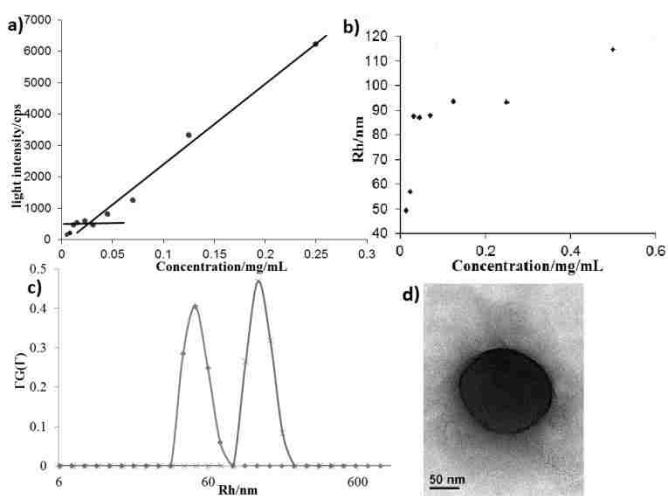 a)
7000
6000
5000
4000
3000
2000
1000
0
light intensity/cps
0 0.05 0.1 0.15 0.2 0.25 0.3
Concentration/mg/mL
b)
120
110
100
90
80
70
60
50
40
Rh/nm
0 0.2 0.4 0.6
Concentration/mg/mL
c)
0.5
0.4
0.3
0.2
0.1
0
ΓG(Γ)
6 60 600
Rh/nm
d)
50 nm